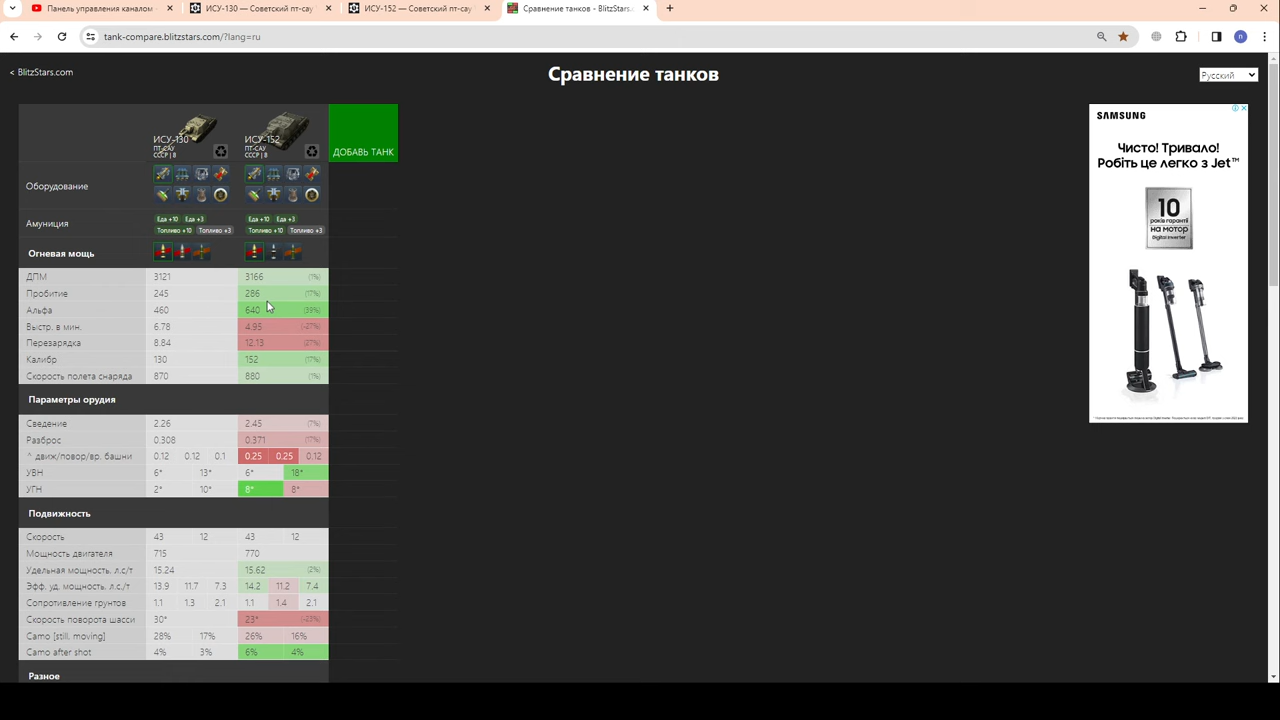 Панель управления каналом -
ИСУ-130 — Советский пт-сау
ИСУ-152 — Советский пт-сау
Сравнение танков - BlitzStars.
tank-compare.blitzstars.com/?lang=ru
n
< BlitzStars.com
Сравнение танков
Русский
ИСУ-130
ПТ-САУ
СССР | 8
ИСУ-152
ПТ-САУ
СССР | 8
ДОБАВЬ ТАНК
Оборудование
Амуниция
Еда +10 Еда +3
Топливо +10 Топливо +3
Еда +10 Еда +3
Топливо +10 Топливо +3
Огневая мощь
ДПМ 3121 3166 (1%)
Пробитие 245 286 (17%)
Альфа 460 640 (39%)
Выстр. в мин. 6.78 4.95 (-27%)
Перезарядка 8.84 12.13 (27%)
Калибр 130 152 (17%)
Скорость полета снаряда 870 880 (1%)
Параметры орудия
Сведение 2.26 2.45 (7%)
Разброс 0.308 0.371 (17%)
^ движ/повор/вр. башни 0.12 0.12 0.1 0.25 0.25 0.12
УВН 6° 13° 6° 18°
УГН 2° 10° 8° 8°
Подвижность
Скорость 43 12 43 12
Мощность двигателя 715 770
Удельная мощность. л.с/т 15.24 15.62 (2%)
Эфф. уд. мощность. л.с./т 13.9 11.7 7.3 14.2 11.2 7.4
Сопротивление грунтов 1.1 1.3 2.1 1.1 1.4 2.1
Скорость поворота шасси 30° 23° (-23%)
Camo [still, moving] 28% 17% 26% 16%
Camo after shot 4% 3% 6% 4%
Разное
SAMSUNG
Чисто! Тривало!
Робіть це легко з Jet™
10
років гарантії
на мотор
Digital Inverter